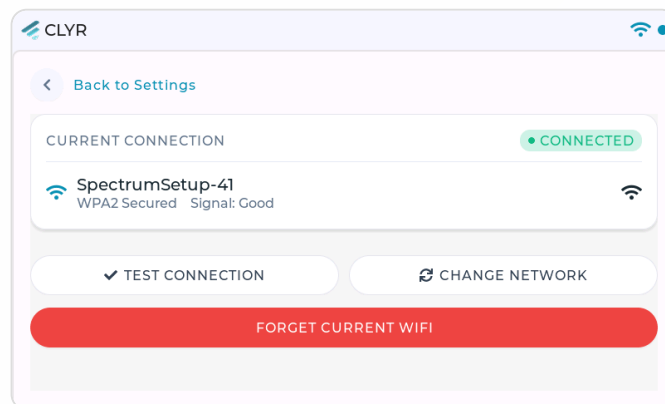 CLYR
Back to Settings
CURRENT CONNECTION
CONNECTED
SpectrumSetup-41
WPA2 Secured Signal: Good
TEST CONNECTION
CHANGE NETWORK
FORGET CURRENT WIFI